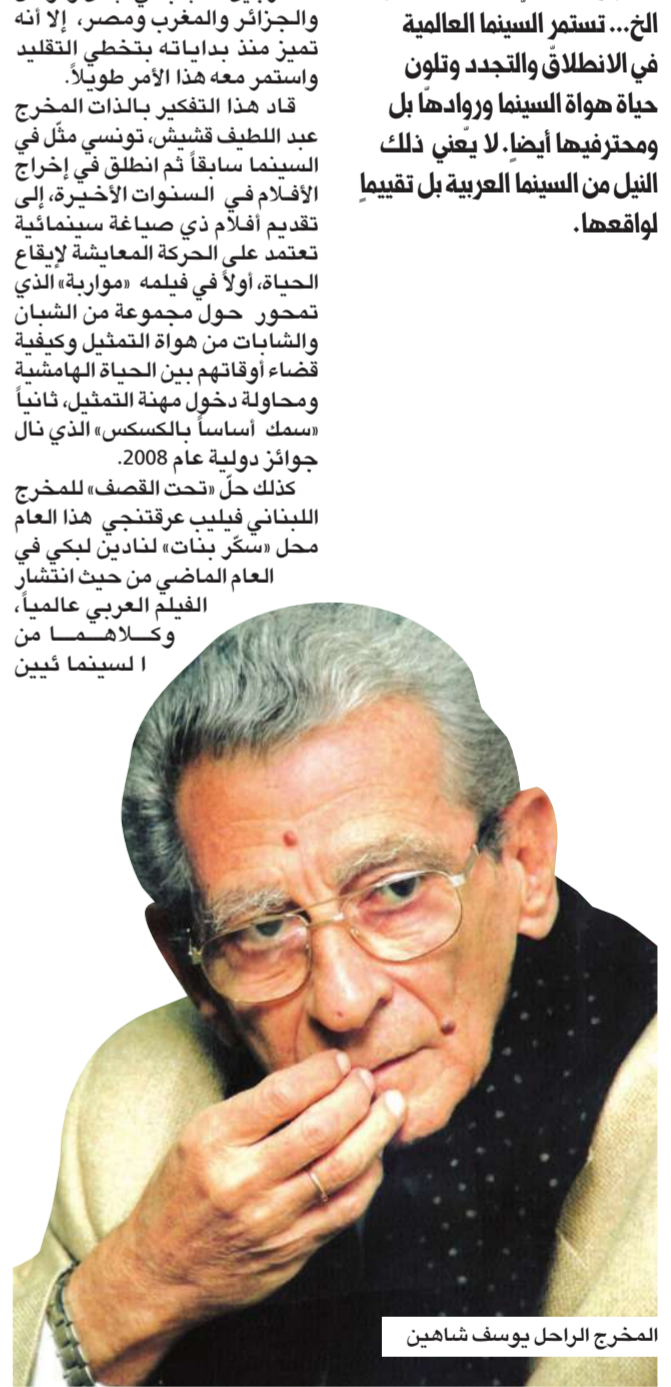 الخ... تستمر السينما العالمية
في الانطلاق والتجدد وتلون
حياة هواة السينما وروادها بل
ومحترفيها أيضاً. لا يعني ذلك
النيل من السينما العربية بل تقييماً
لواقعها.
والجزائر والمغرب ومصر، إلا أنه
تميز منذ بداياته بتخطي التقليد
واستمر معه هذا الأمر طويلاً.
قاد هذا التفكير بالذات المخرج
عبد اللطيف قشيش، تونسي مثّل في
السينما سابقاً ثم انطلق في إخراج
الأفلام في السنوات الأخيرة، إلى
تقديم أفلام ذي صياغة سينمائية
تعتمد على الحركة المعايشة لإيقاع
الحياة، أولاً في فيلمه «مواربة» الذي
تمحور حول مجموعة من الشبان
والشابات من هواة التمثيل وكيفية
قضاء أوقاتهم بين الحياة الهامشية
ومحاولة دخول مهنة التمثيل، ثانياً
«سمك أساساً بالكسكس» الذي نال
جوائز دولية عام 2008.
كذلك حلّ «تحت القصف» للمخرج
اللبناني فيليب عرقتنجي هذا العام
محل «سكّر بنات» لنادين لبكي في
العام الماضي من حيث انتشار
الفيلم العربي عالمياً،
وكـلاهـمـا من
السينمائيين
المخرج الراحل يوسف شاهين